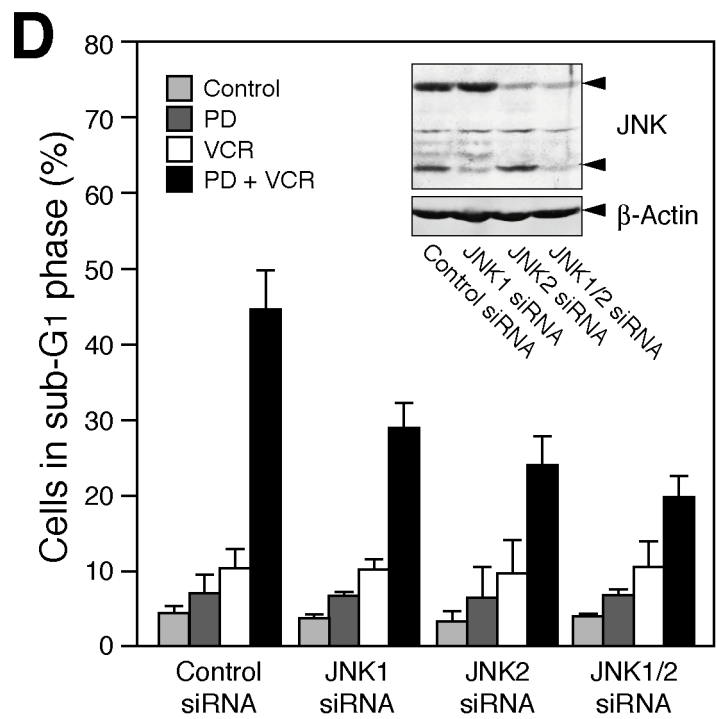 D
80
70
60
50
40
30
20
10
0
Cells in sub-G1 phase (%)
Control
PD
VCR
PD + VCR
JNK
β-Actin
Control siRNA
JNK1 siRNA
JNK2 siRNA
JNK1/2 siRNA
Control
siRNA
JNK1
siRNA
JNK2
siRNA
JNK1/2
siRNA